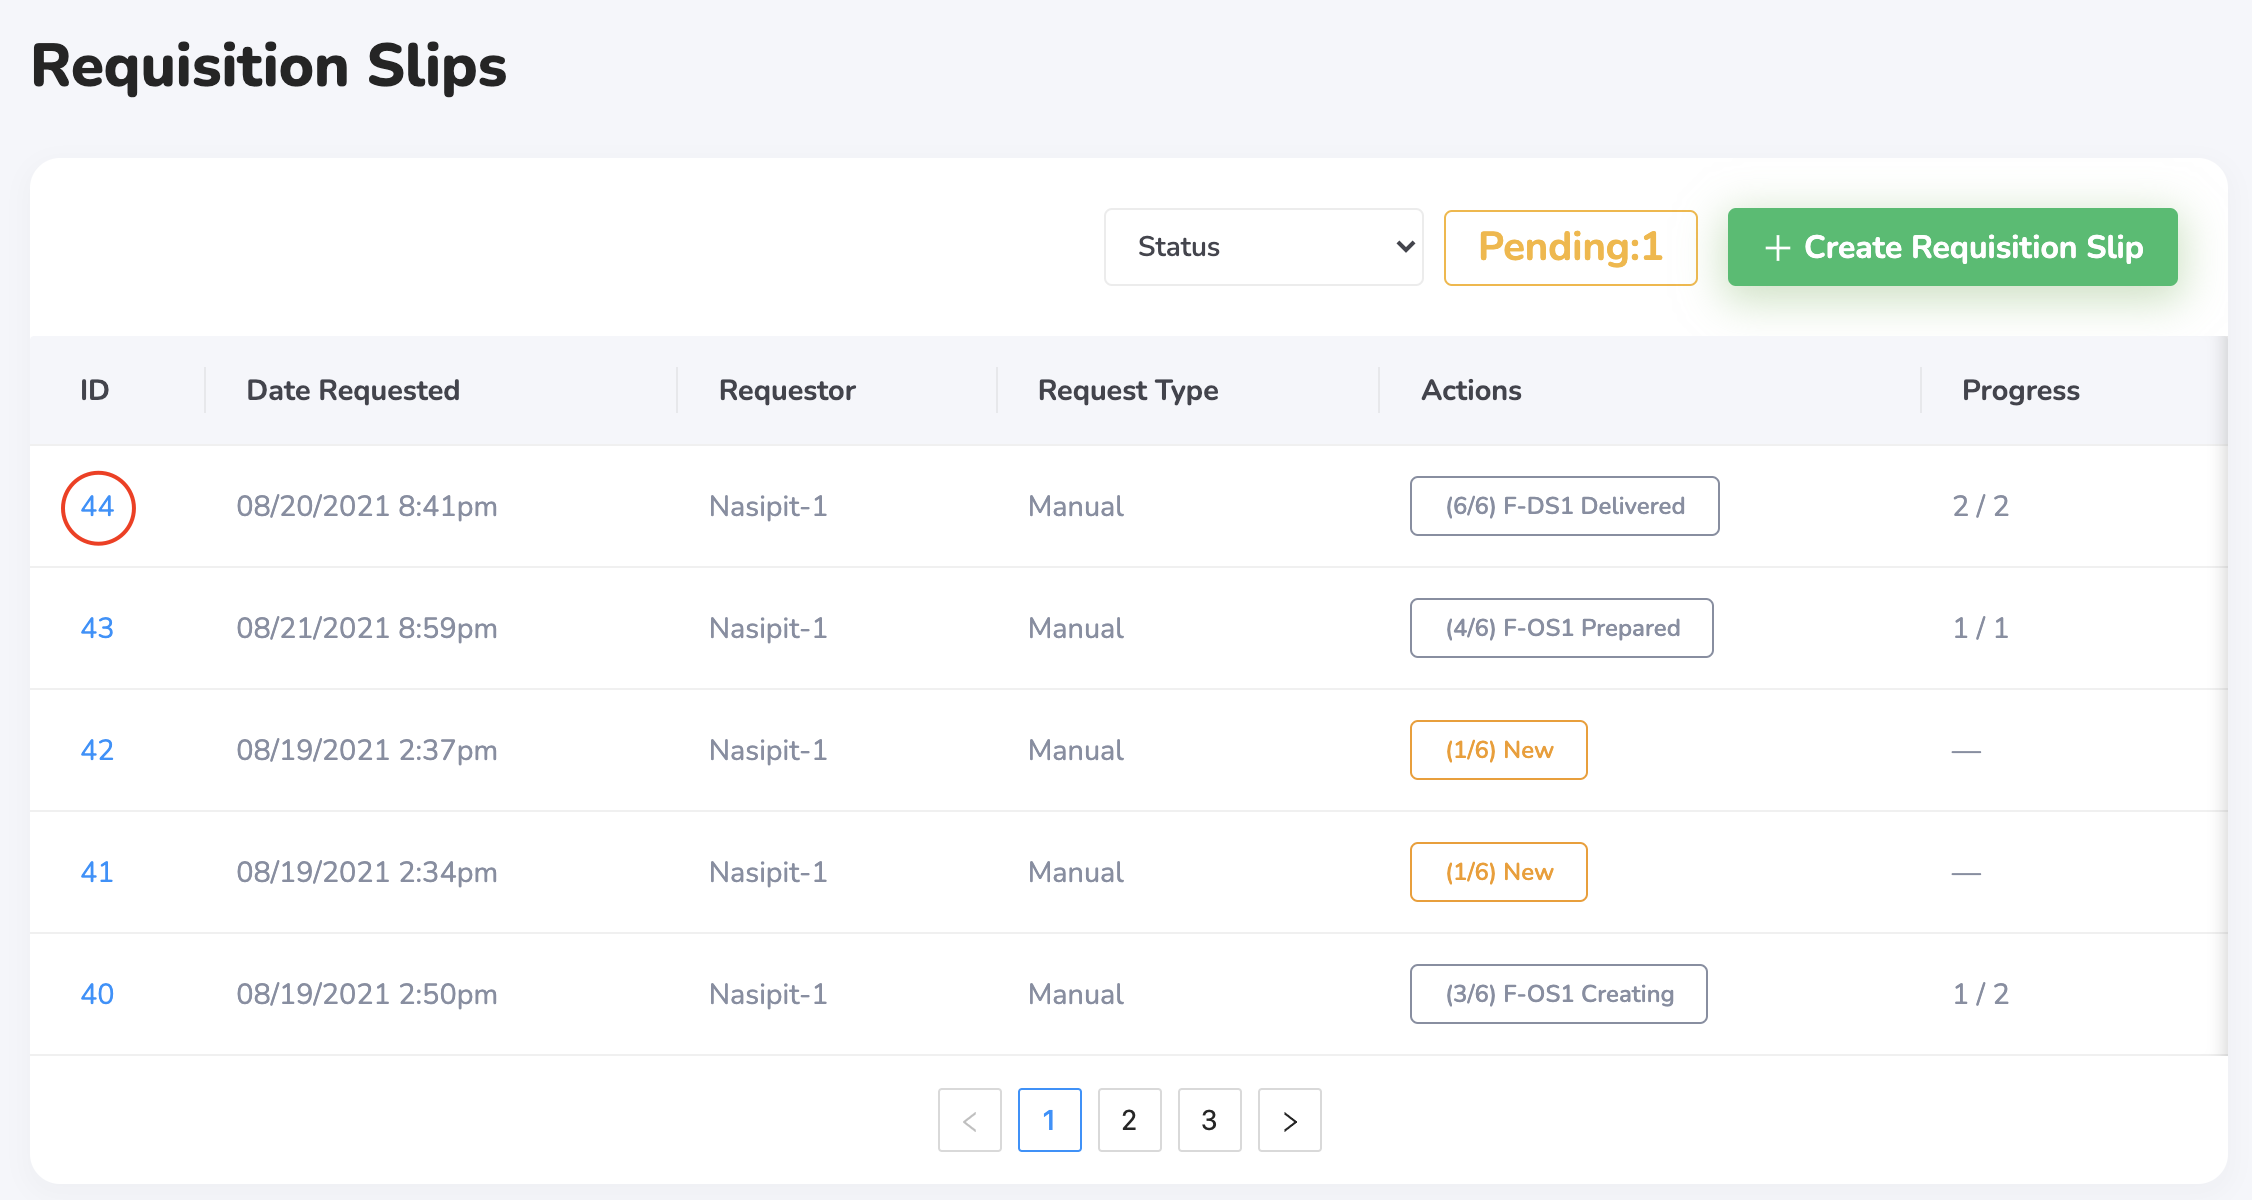 Requisition Slips
Status Pending:1 + Create Requisition Slip
ID Date Requested Requestor Request Type Actions Progress
44 08/20/2021 8:41pm Nasipit-1 Manual (6/6) F-DS1 Delivered 2 / 2
43 08/21/2021 8:59pm Nasipit-1 Manual (4/6) F-OS1 Prepared 1 / 1
42 08/19/2021 2:37pm Nasipit-1 Manual (1/6) New —
41 08/19/2021 2:34pm Nasipit-1 Manual (1/6) New —
40 08/19/2021 2:50pm Nasipit-1 Manual (3/6) F-OS1 Creating 1 / 2
< 1 2 3 >